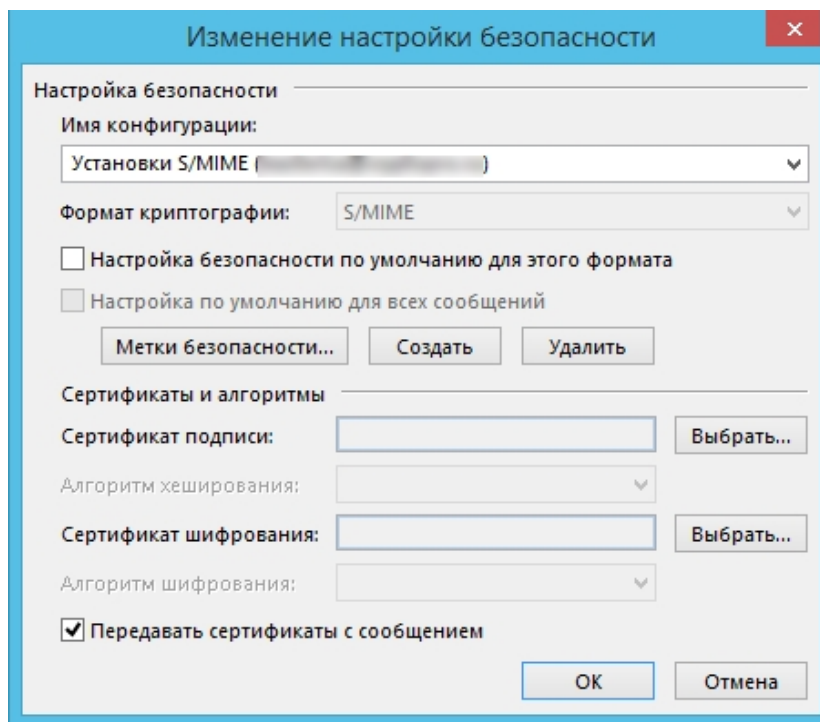 Изменение настройки безопасности
Настройка безопасности
Имя конфигурации:
Установки S/MIME ( )
Формат криптографии: S/MIME
Настройка безопасности по умолчанию для этого формата
Настройка по умолчанию для всех сообщений
Метки безопасности... Создать Удалить
Сертификаты и алгоритмы
Сертификат подписи: Выбрать...
Алгоритм хеширования:
Сертификат шифрования: Выбрать...
Алгоритм шифрования:
Передавать сертификаты с сообщением
ОК Отмена